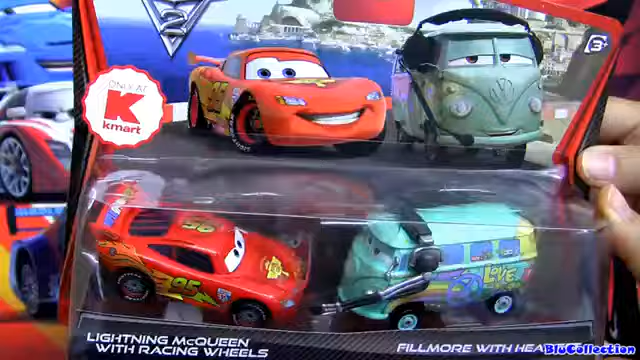 2
3+
ONLY AT
K
kmart
95
95
LOVE
LIGHTNING McQUEEN
WITH RACING WHEELS
FILLMORE WITH HEA
BluCollection